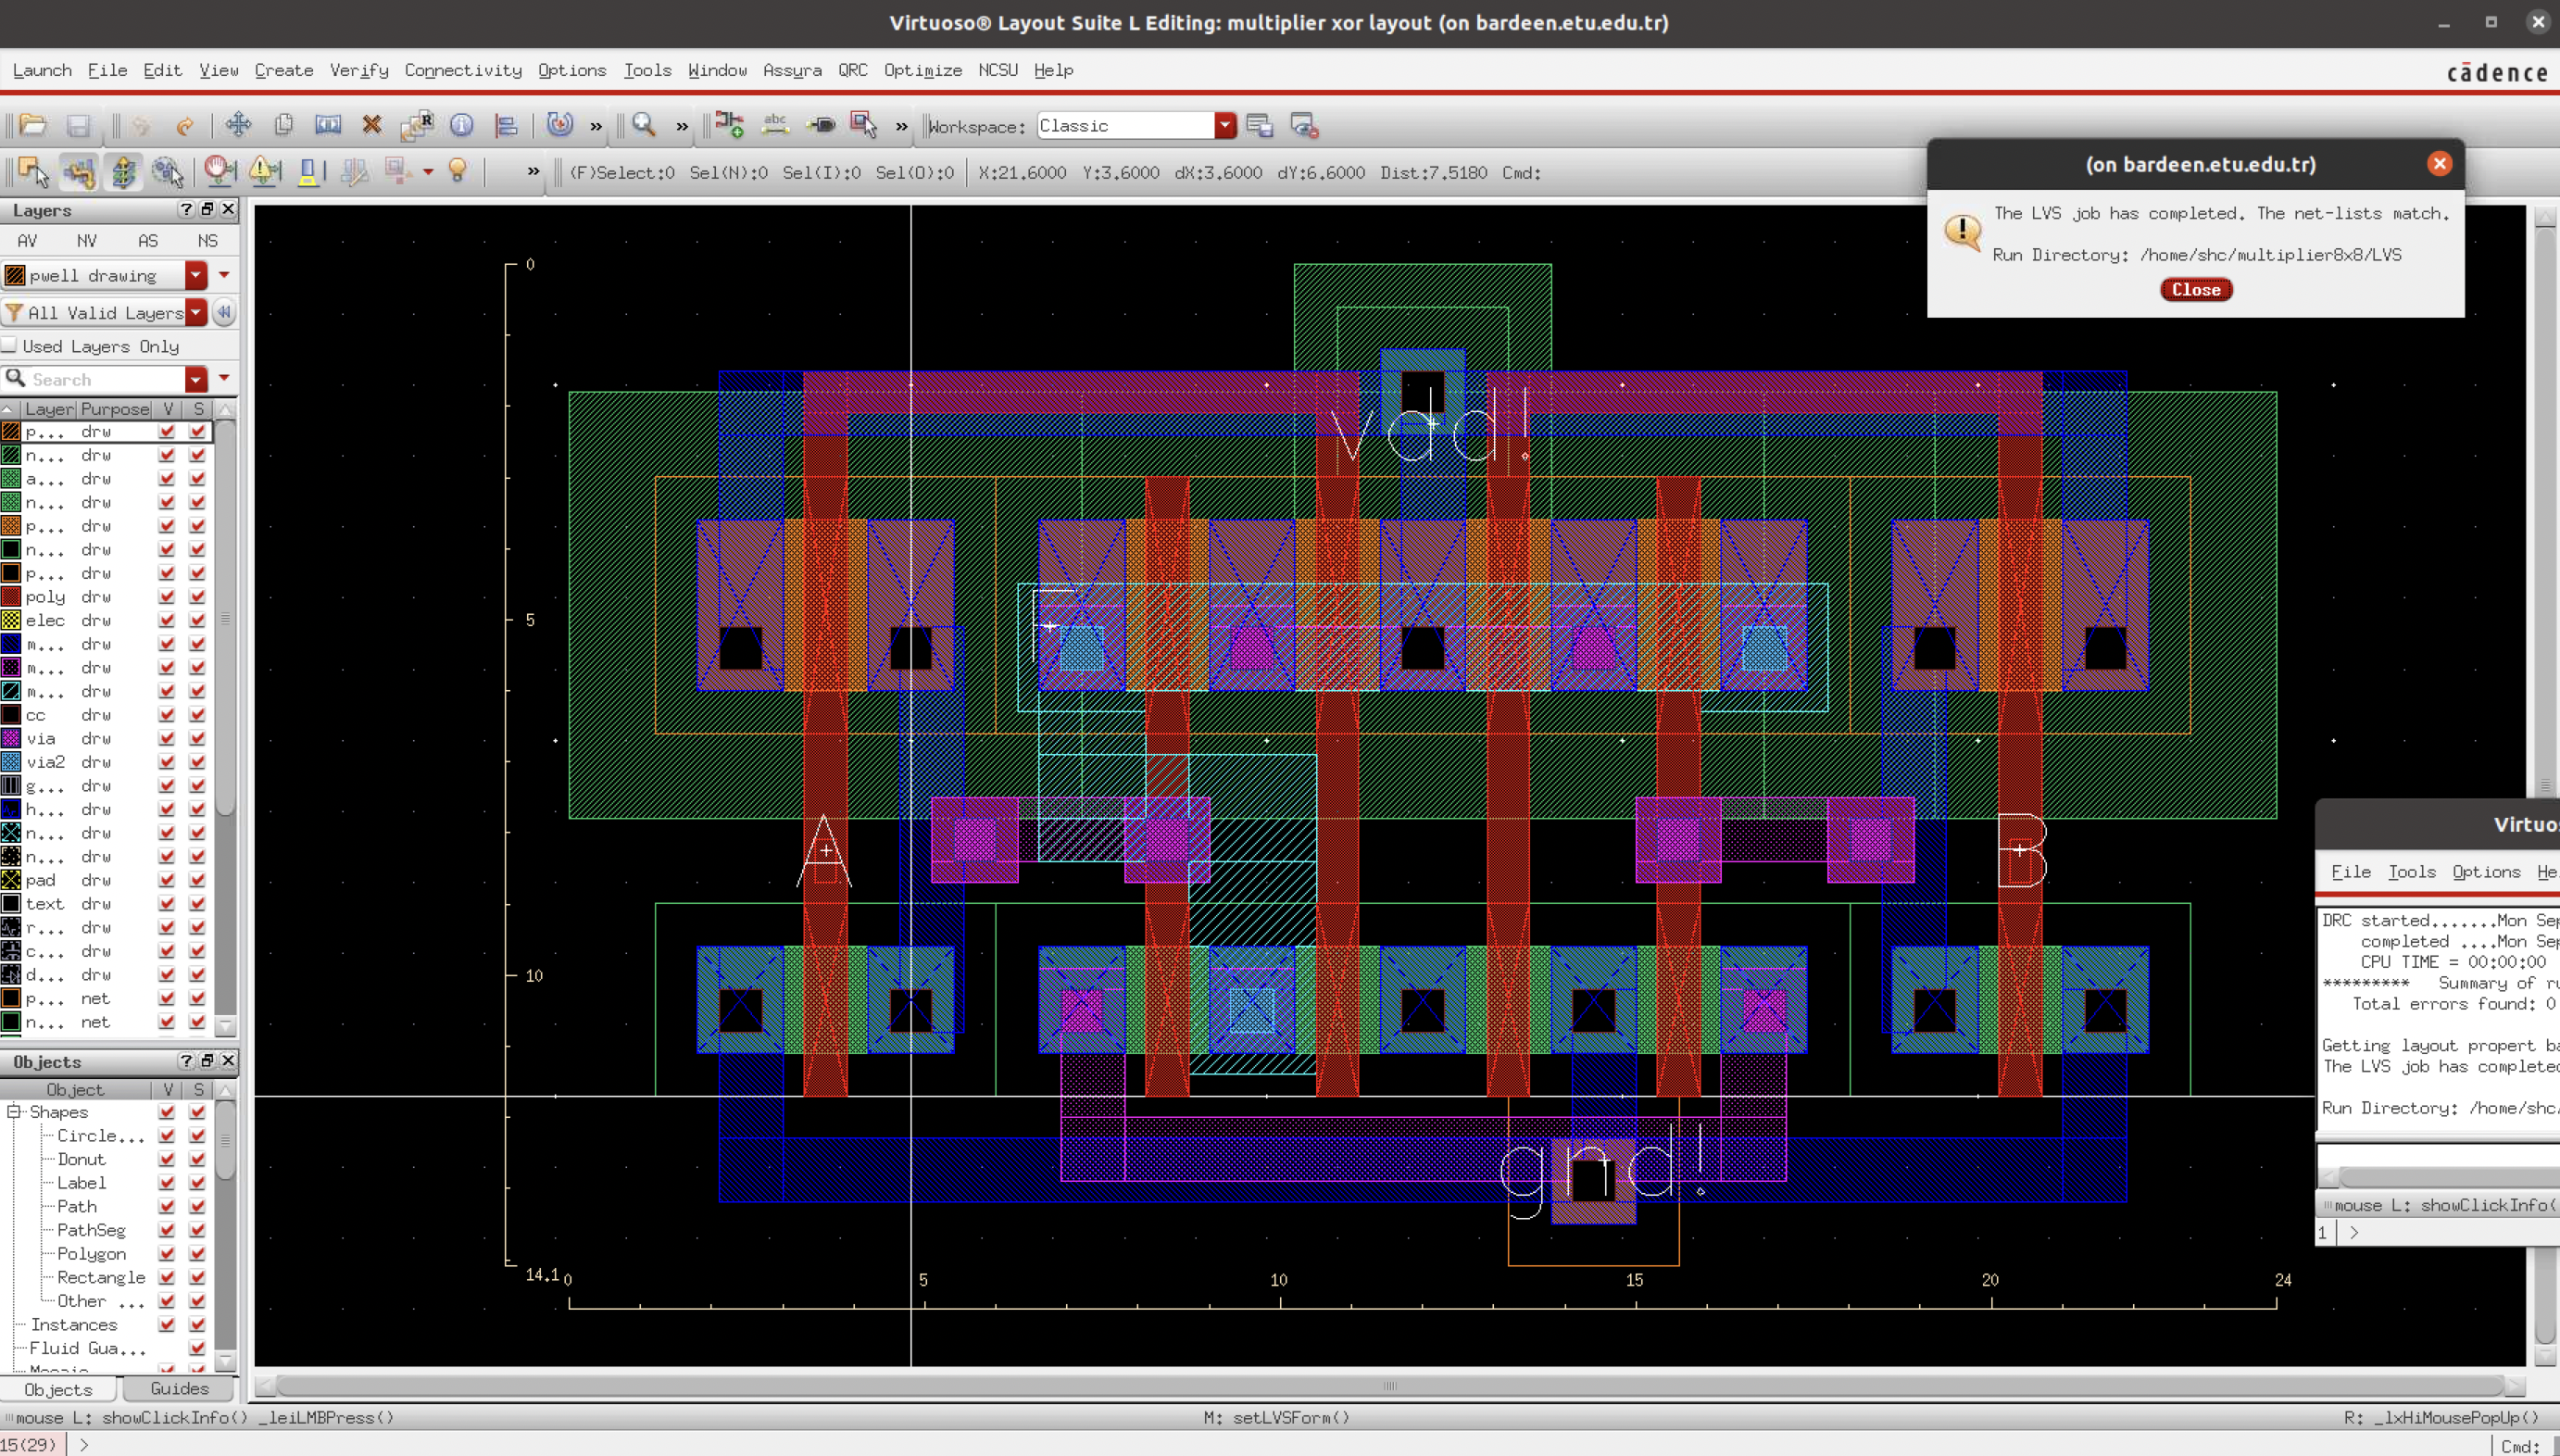 Virtuoso® Layout Suite L Editing: multiplier xor layout (on bardeen.etu.edu.tr)
Launch File Edit View Create Verify Connectivity Options Tools Window Assura QRC Optimize NCSU Help
cādence
Workspace: Classic
(F)Select:0 Sel(N):0 Sel(I):0 Sel(O):0 X:21.6000 Y:3.6000 dX:3.6000 dY:6.6000 Dist:7.5180 Cmd:
(on bardeen.etu.edu.tr)
The LVS job has completed. The net-lists match.
Run Directory: /home/shc/multiplier8x8/LVS
Close
Layers
AV NV AS NS
pwell drawing
All Valid Layers
Used Layers Only
Search
Layer Purpose V S
p... drw
n... drw
a... drw
n... drw
p... drw
n... drw
p... drw
poly drw
elec drw
m... drw
m... drw
m... drw
cc drw
via drw
via2 drw
g... drw
h... drw
n... drw
n... drw
pad drw
text drw
r... drw
c... drw
d... drw
p... net
n... net
Objects
Object V S
Shapes
Circle...
Donut
Label
Path
PathSeg
Polygon
Rectangle
Other ...
Instances
Fluid Gua...
Mosaic
Objects Guides
0
5
10
14.1
0 5 10 15 20 24
vdd!
F
A
B
gnd!
Virtuos
File Tools Options He
DRC started.......Mon Sep
completed ....Mon Sep
CPU TIME = 00:00:00
********* Summary of ru
Total errors found: 0
Getting layout propert ba
The LVS job has completed
Run Directory: /home/shc/
mouse L: showClickInfo(
1 >
mouse L: showClickInfo() _leiLMBPress() M: setLVSForm() R: _lxHiMousePopUp()
15(29) > Cmd: